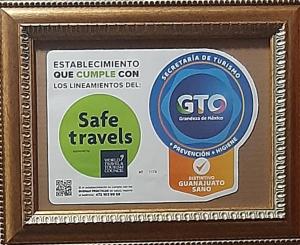 ESTABLECIMIENTO
QUE CUMPLE CON
LOS LINEAMIENTOS DEL:
Safe
travels
WORLD
TRAVEL &
TOURISM
COUNCIL
SECRETARÍA DE TURISMO
GTO
Grandeza de México
• PREVENCIÓN + HIGIENE •
DISTINTIVO
GUANAJUATO
SANO